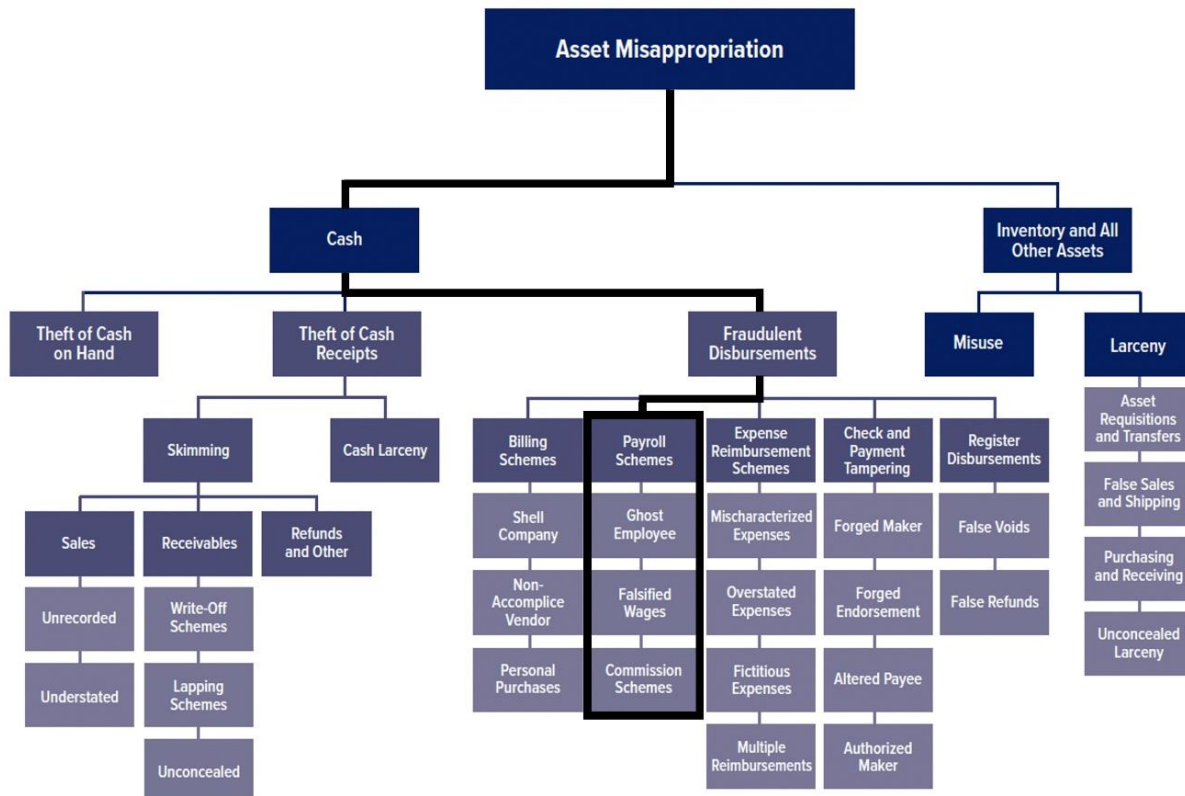 Asset Misappropriation
Cash
Inventory and All
Other Assets
Theft of Cash
on Hand
Theft of Cash
Receipts
Fraudulent
Disbursements
Misuse
Larceny
Skimming
Cash Larceny
Billing
Schemes
Payroll
Schemes
Expense
Reimbursement
Schemes
Check and
Payment
Tampering
Register
Disbursements
Asset
Requisitions
and Transfers
Sales
Receivables
Refunds
and Other
Shell
Company
Ghost
Employee
Mischaracterized
Expenses
Forged Maker
False Voids
False Sales
and Shipping
Unrecorded
Write-Off
Schemes
Non-
Accomplice
Vendor
Falsified
Wages
Overstated
Expenses
Forged
Endorsement
False Refunds
Purchasing
and Receiving
Understated
Lapping
Schemes
Personal
Purchases
Commission
Schemes
Fictitious
Expenses
Altered Payee
Unconcealed
Larceny
Unconcealed
Multiple
Reimbursements
Authorized
Maker